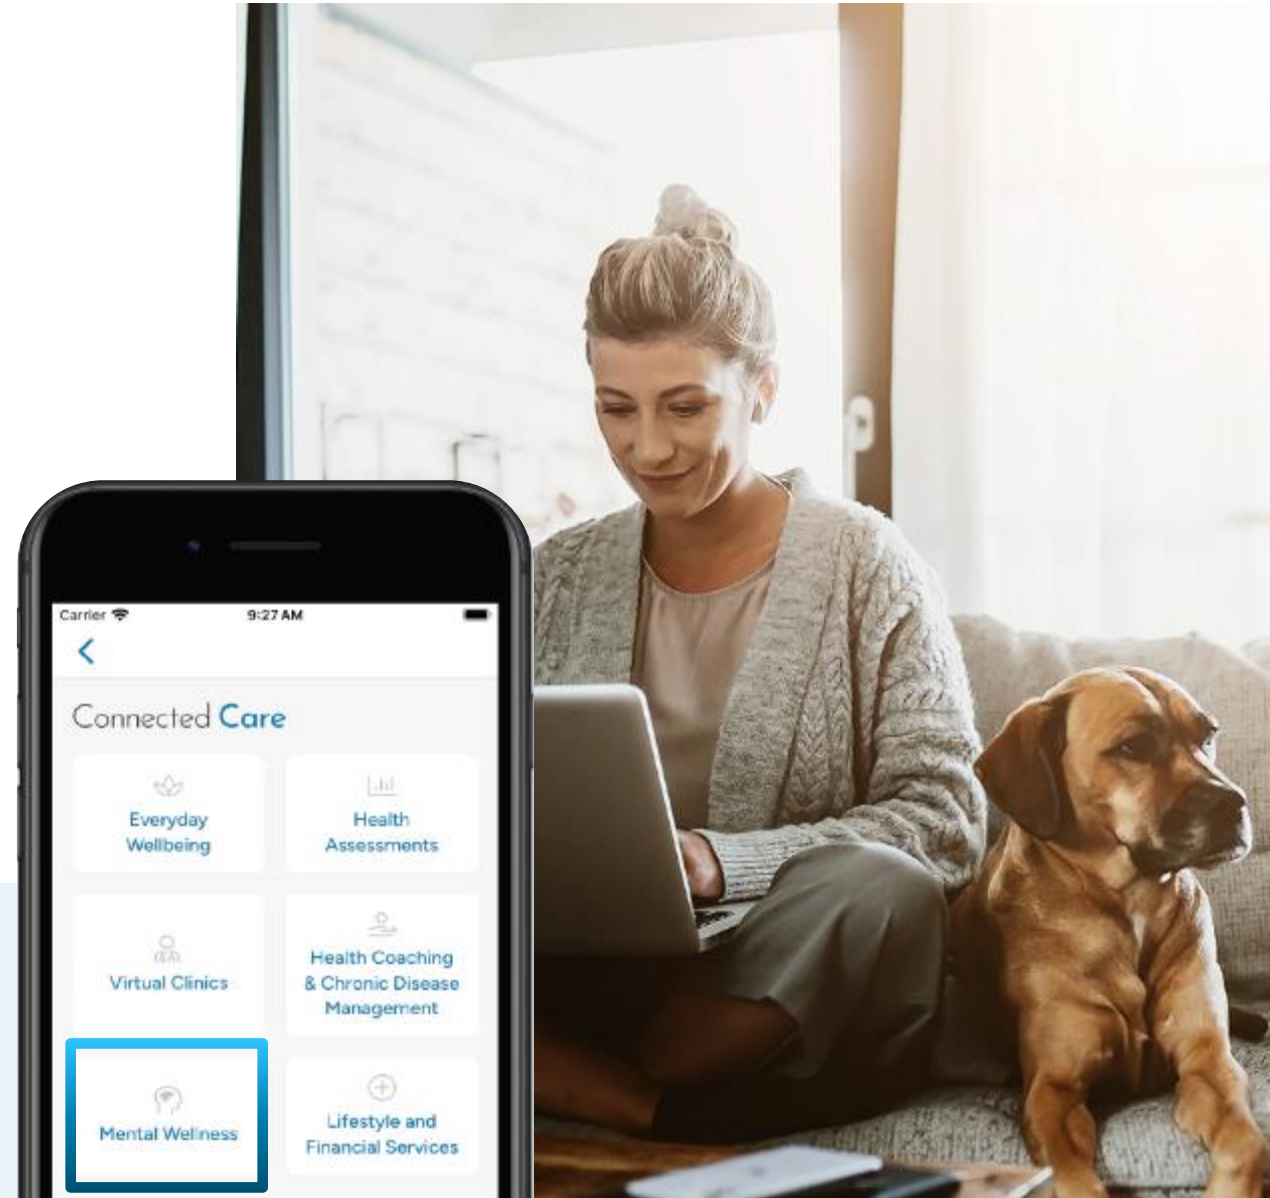 Carrier 9:27 AM
Connected Care
Everyday
Wellbeing
Health
Assessments
Virtual Clinics
Health Coaching
& Chronic Disease
Management
Mental Wellness
Lifestyle and
Financial Services